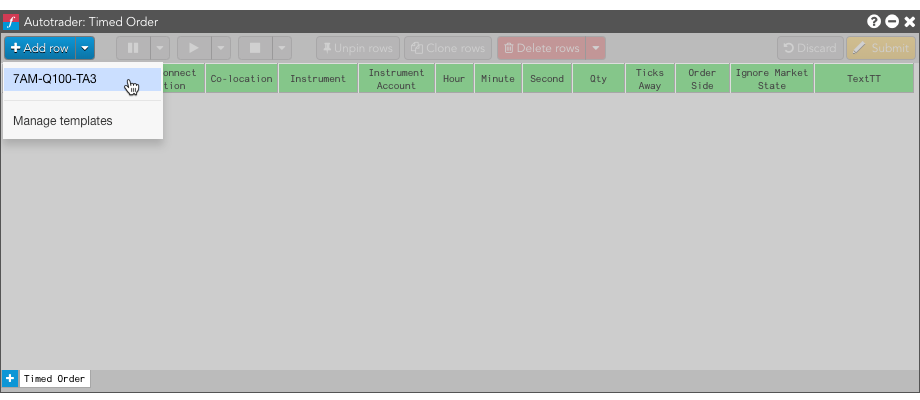 Autotrader: Timed Order
Add row
Unpin rows
Clone rows
Delete rows
Discard
Submit
7AM-Q100-TA3
Manage templates
onnect
tion
Co-location
Instrument
Instrument
Account
Hour
Minute
Second
Qty
Ticks
Away
Order
Side
Ignore Market
State
TextTT
Timed Order